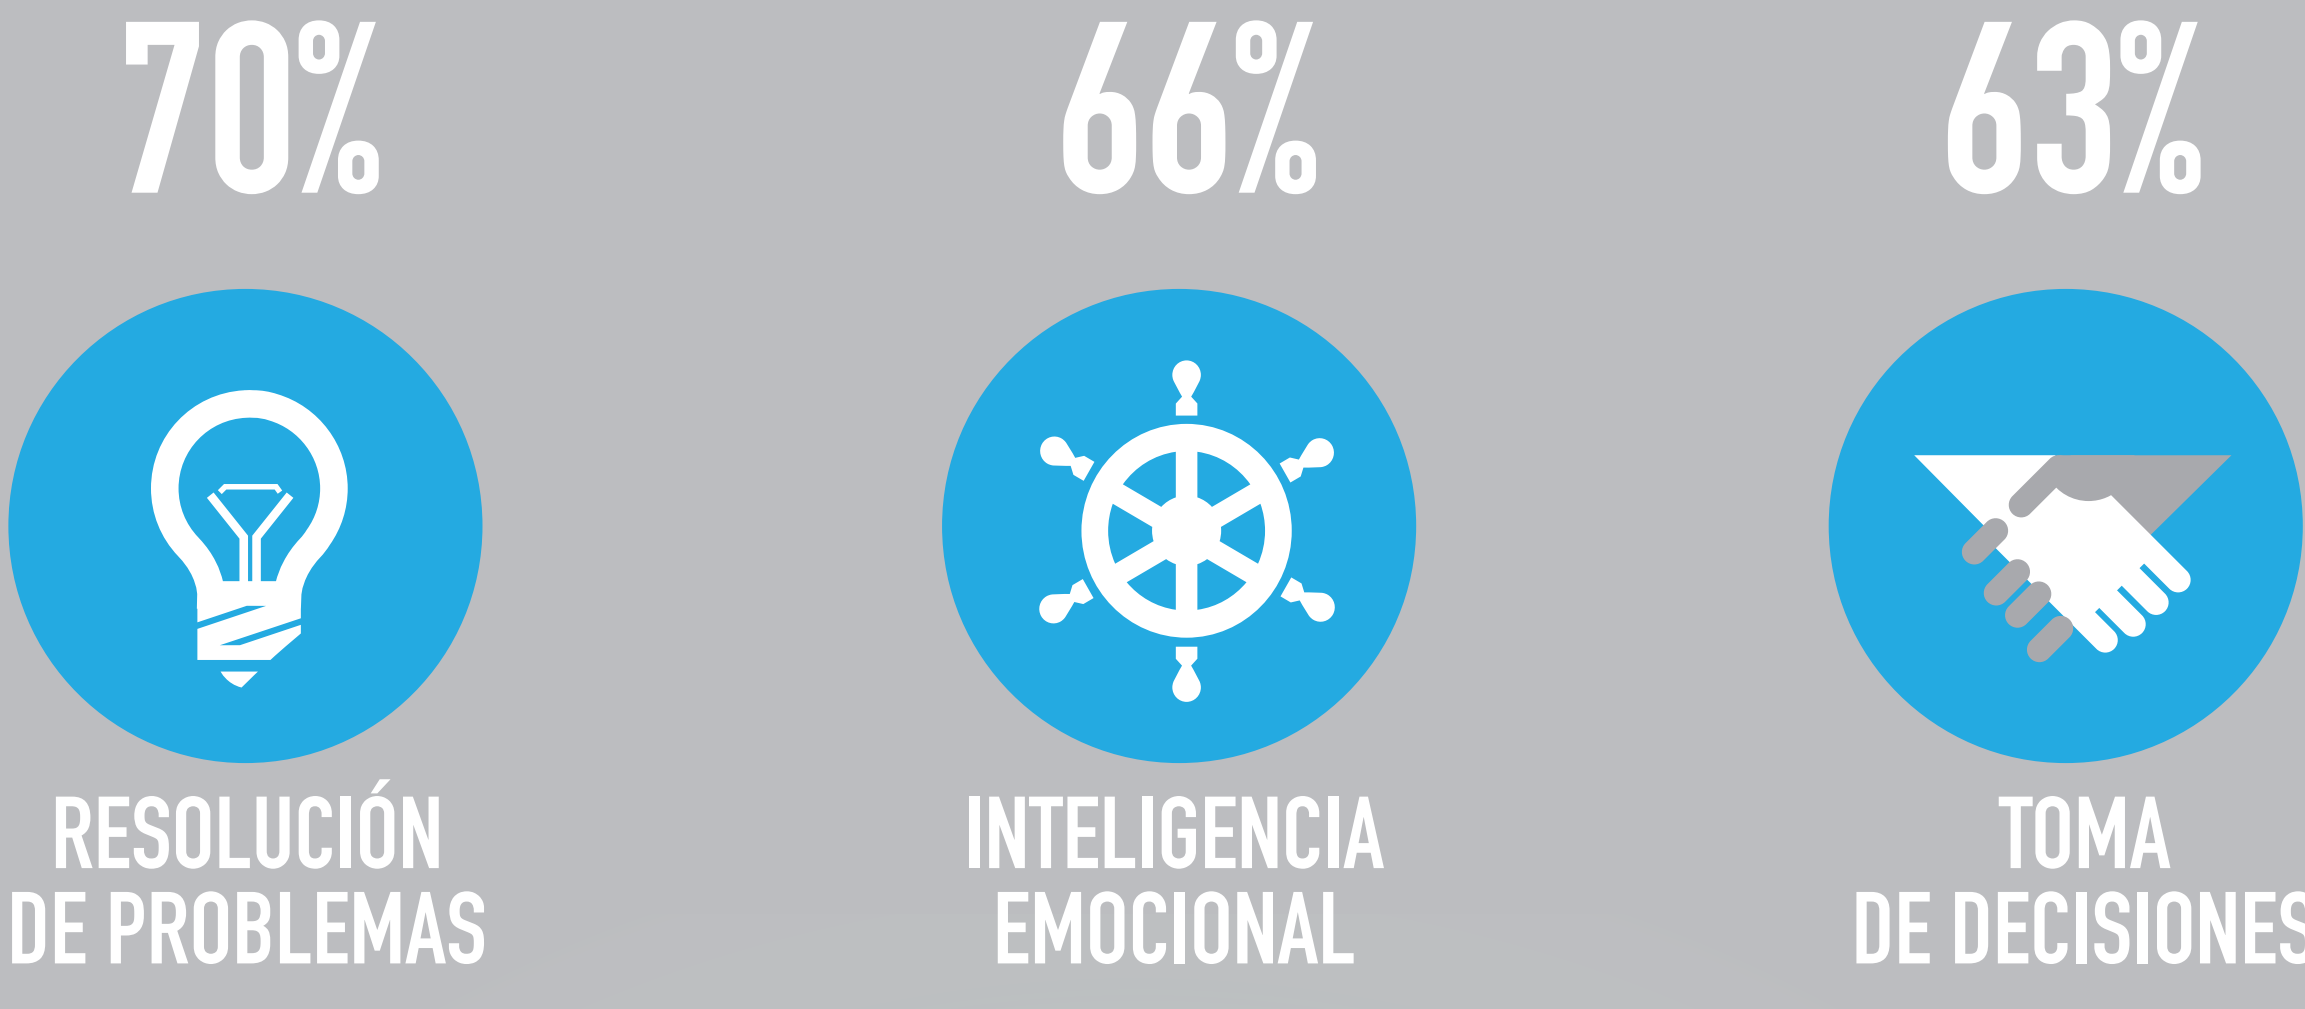 70%
66%
63%
RESOLUCIÓN
DE PROBLEMAS
INTELIGENCIA
EMOCIONAL
TOMA
DE DECISIONES